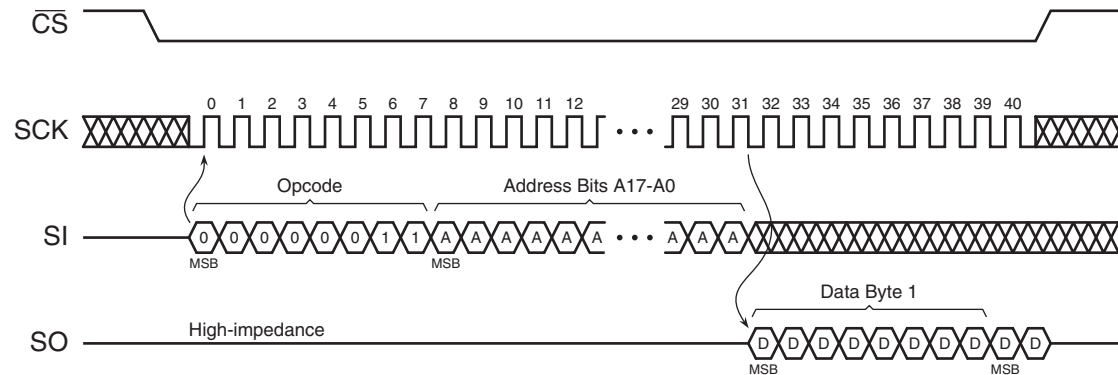 CS
0 1 2 3 4 5 6 7 8 9 10 11 12 29 30 31 32 33 34 35 36 37 38 39 40
SCK
Opcode Address Bits A17-A0
SI 0 0 0 0 0 0 1 1 A A A A A A A A A
MSB MSB
Data Byte 1
High-impedance
SO D D D D D D D D D D
MSB MSB